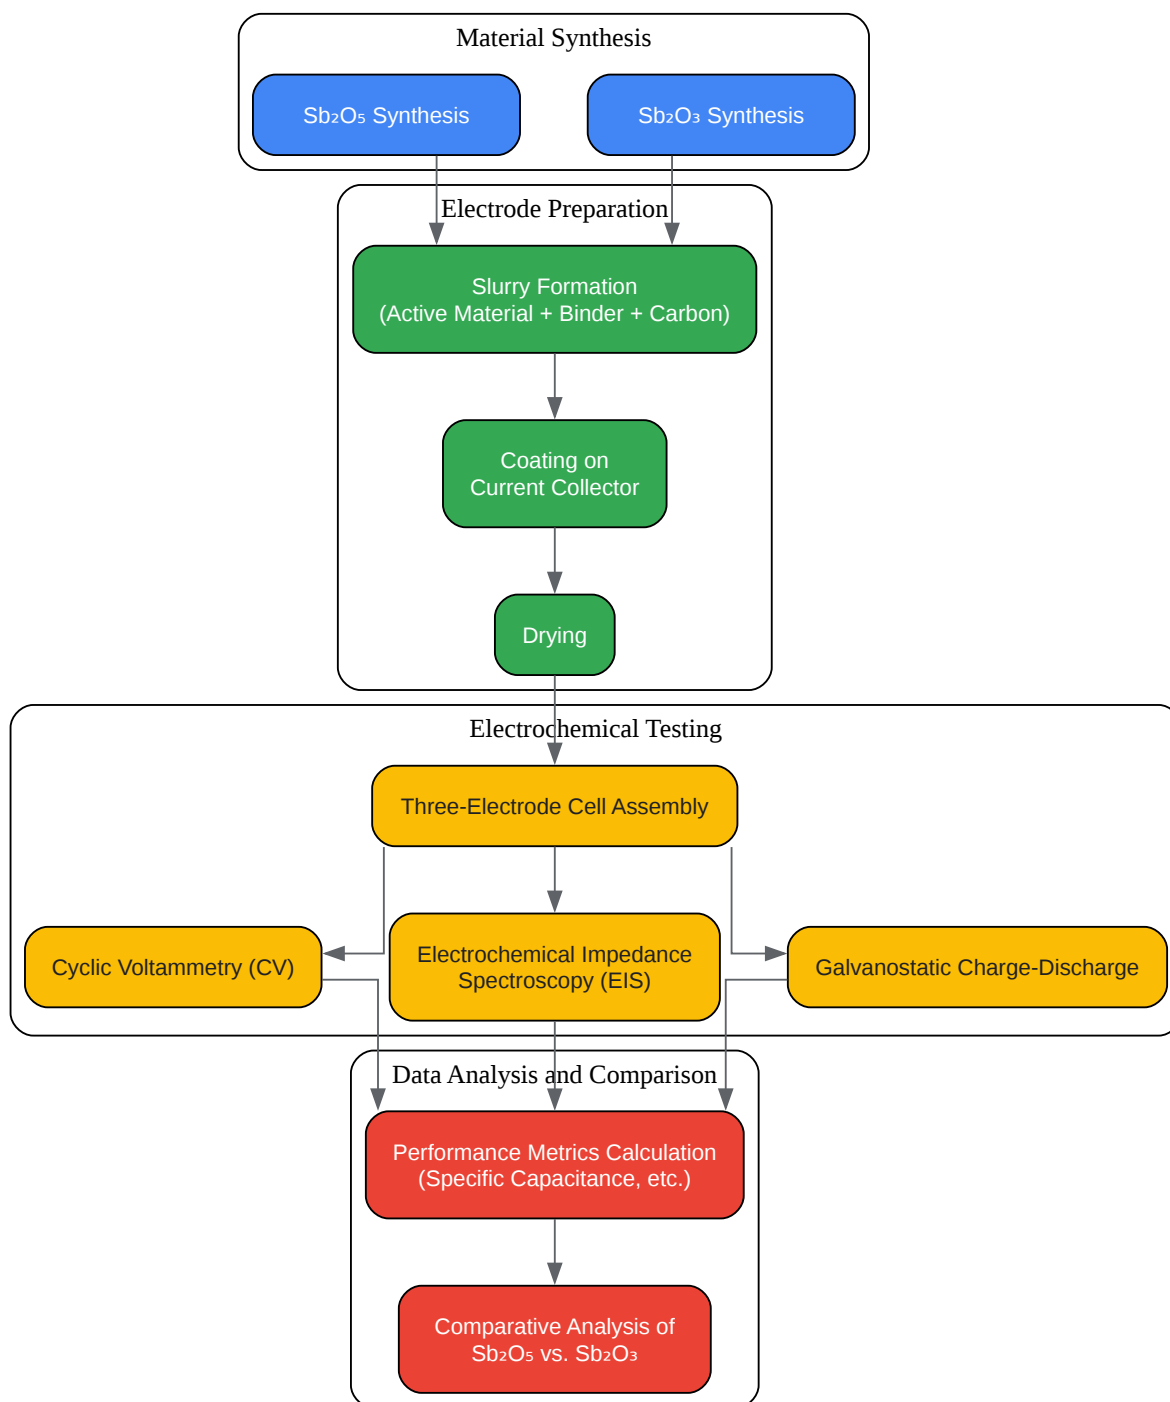 Material Synthesis
Sb₂O₅ Synthesis
Sb₂O₃ Synthesis
Electrode Preparation
Slurry Formation
(Active Material + Binder + Carbon)
Coating on
Current Collector
Drying
Electrochemical Testing
Three-Electrode Cell Assembly
Cyclic Voltammetry (CV)
Electrochemical Impedance
Spectroscopy (EIS)
Galvanostatic Charge-Discharge
Data Analysis and Comparison
Performance Metrics Calculation
(Specific Capacitance, etc.)
Comparative Analysis of
Sb₂O₅ vs. Sb₂O₃